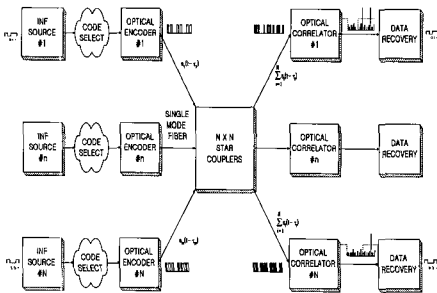 INF
SOURCE
#1
CODE
SELECT
OPTICAL
ENCODER
#1
OPTICAL
CORRELATOR
#1
DATA
RECOVERY
SINGLE
MODE
FIBER
INF
SOURCE
#n
CODE
SELECT
OPTICAL
ENCODER
#n
N X N
STAR
COUPLERS
OPTICAL
CORRELATOR
#n
DATA
RECOVERY
INF
SOURCE
#N
CODE
SELECT
OPTICAL
ENCODER
#N
OPTICAL
CORRELATOR
#N
DATA
RECOVERY